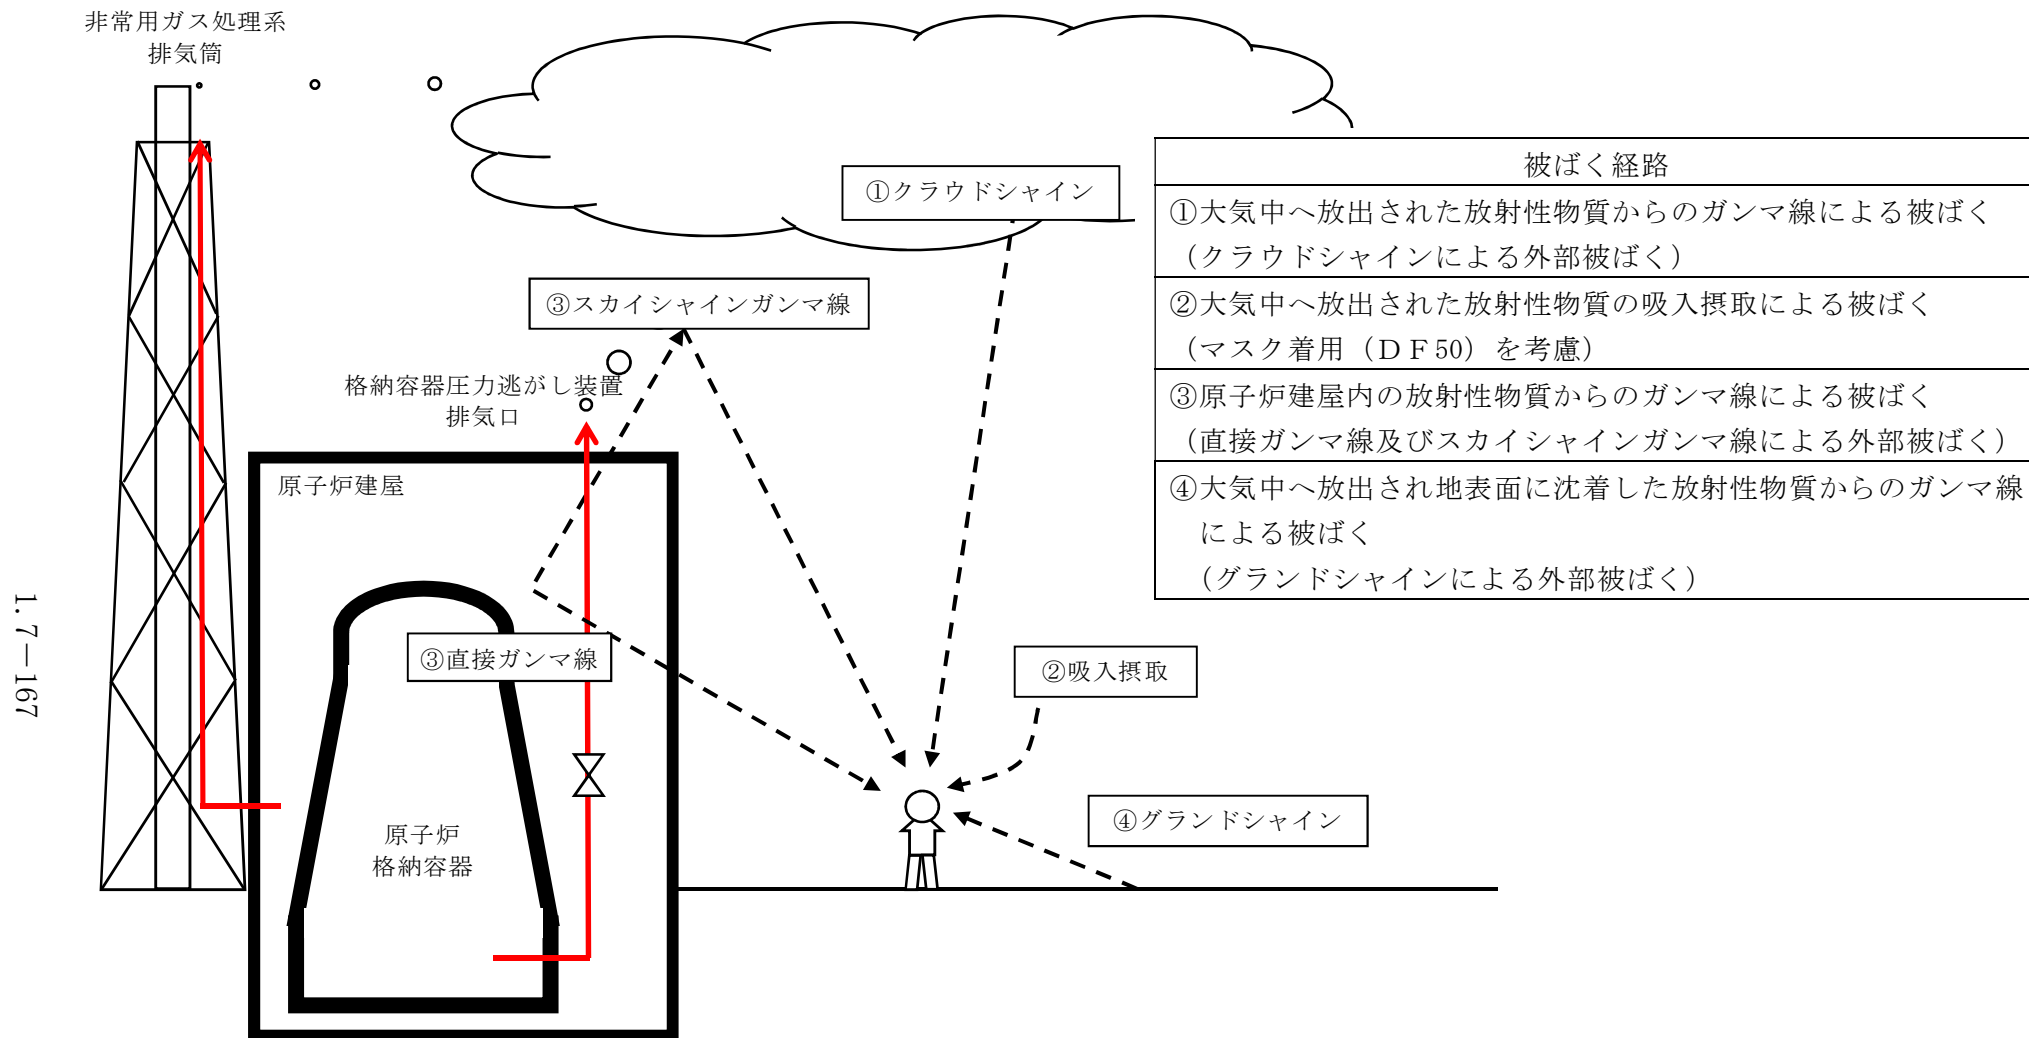 非常用ガス処理系
排気筒
①クラウドシャイン
③スカイシャインガンマ線
格納容器圧力逃がし装置
排気口
原子炉建屋
③直接ガンマ線
原子炉
格納容器
②吸入摂取
④グランドシャイン
被ばく経路
①大気中へ放出された放射性物質からのガンマ線による被ばく
（クラウドシャインによる外部被ばく）
②大気中へ放出された放射性物質の吸入摂取による被ばく
（マスク着用（ＤＦ50）を考慮）
③原子炉建屋内の放射性物質からのガンマ線による被ばく
（直接ガンマ線及びスカイシャインガンマ線による外部被ばく）
④大気中へ放出され地表面に沈着した放射性物質からのガンマ線
による被ばく
（グランドシャインによる外部被ばく）
1.7－167